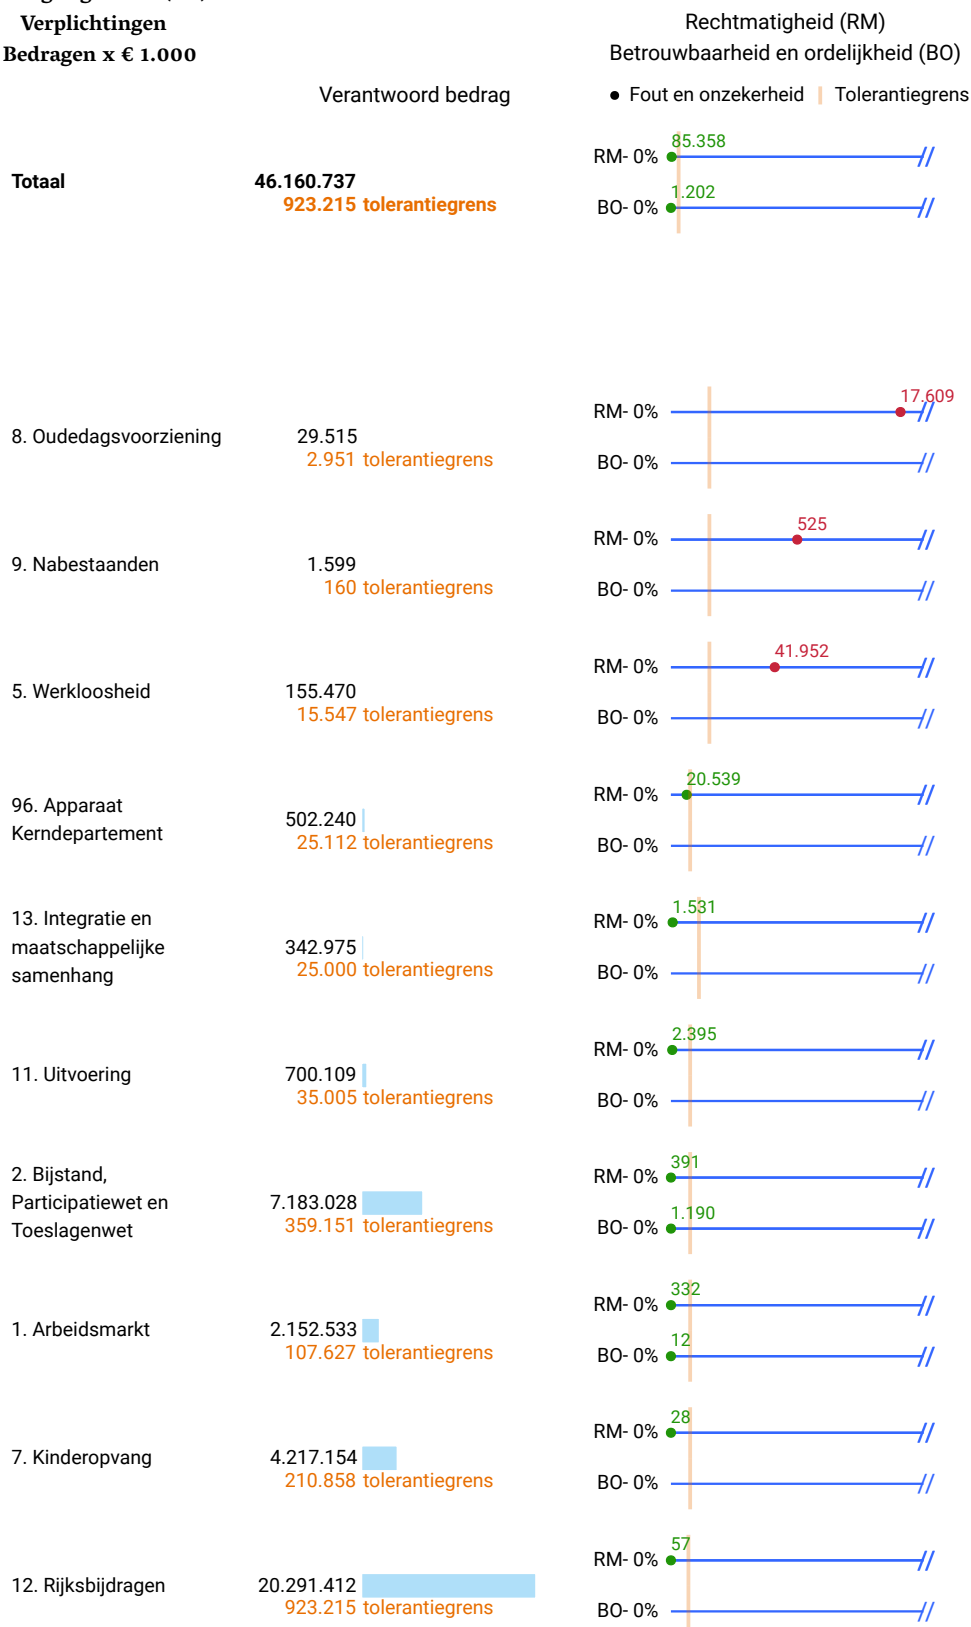 Verplichtingen
Bedragen x € 1.000
Rechtmatigheid (RM)
Betrouwbaarheid en ordelijkheid (BO)
Verantwoord bedrag
Fout en onzekerheid
Tolerantiegrens
Totaal
46.160.737
923.215 tolerantiegrens
RM- 0%
85.358
BO- 0%
1.202
8. Oudedagsvoorziening
29.515
2.951 tolerantiegrens
RM- 0%
17.609
BO- 0%
9. Nabestaanden
1.599
160 tolerantiegrens
RM- 0%
525
BO- 0%
5. Werkloosheid
155.470
15.547 tolerantiegrens
RM- 0%
41.952
BO- 0%
96. Apparaat
Kerndepartement
502.240
25.112 tolerantiegrens
RM- 0%
20.539
BO- 0%
13. Integratie en
maatschappelijke
samenhang
342.975
25.000 tolerantiegrens
RM- 0%
1.531
BO- 0%
11. Uitvoering
700.109
35.005 tolerantiegrens
RM- 0%
2.395
BO- 0%
2. Bijstand,
Participatiewet en
Toeslagenwet
7.183.028
359.151 tolerantiegrens
RM- 0%
391
BO- 0%
1.190
1. Arbeidsmarkt
2.152.533
107.627 tolerantiegrens
RM- 0%
332
BO- 0%
12
7. Kinderopvang
4.217.154
210.858 tolerantiegrens
RM- 0%
28
BO- 0%
12. Rijksbijdragen
20.291.412
923.215 tolerantiegrens
RM- 0%
57
BO- 0%